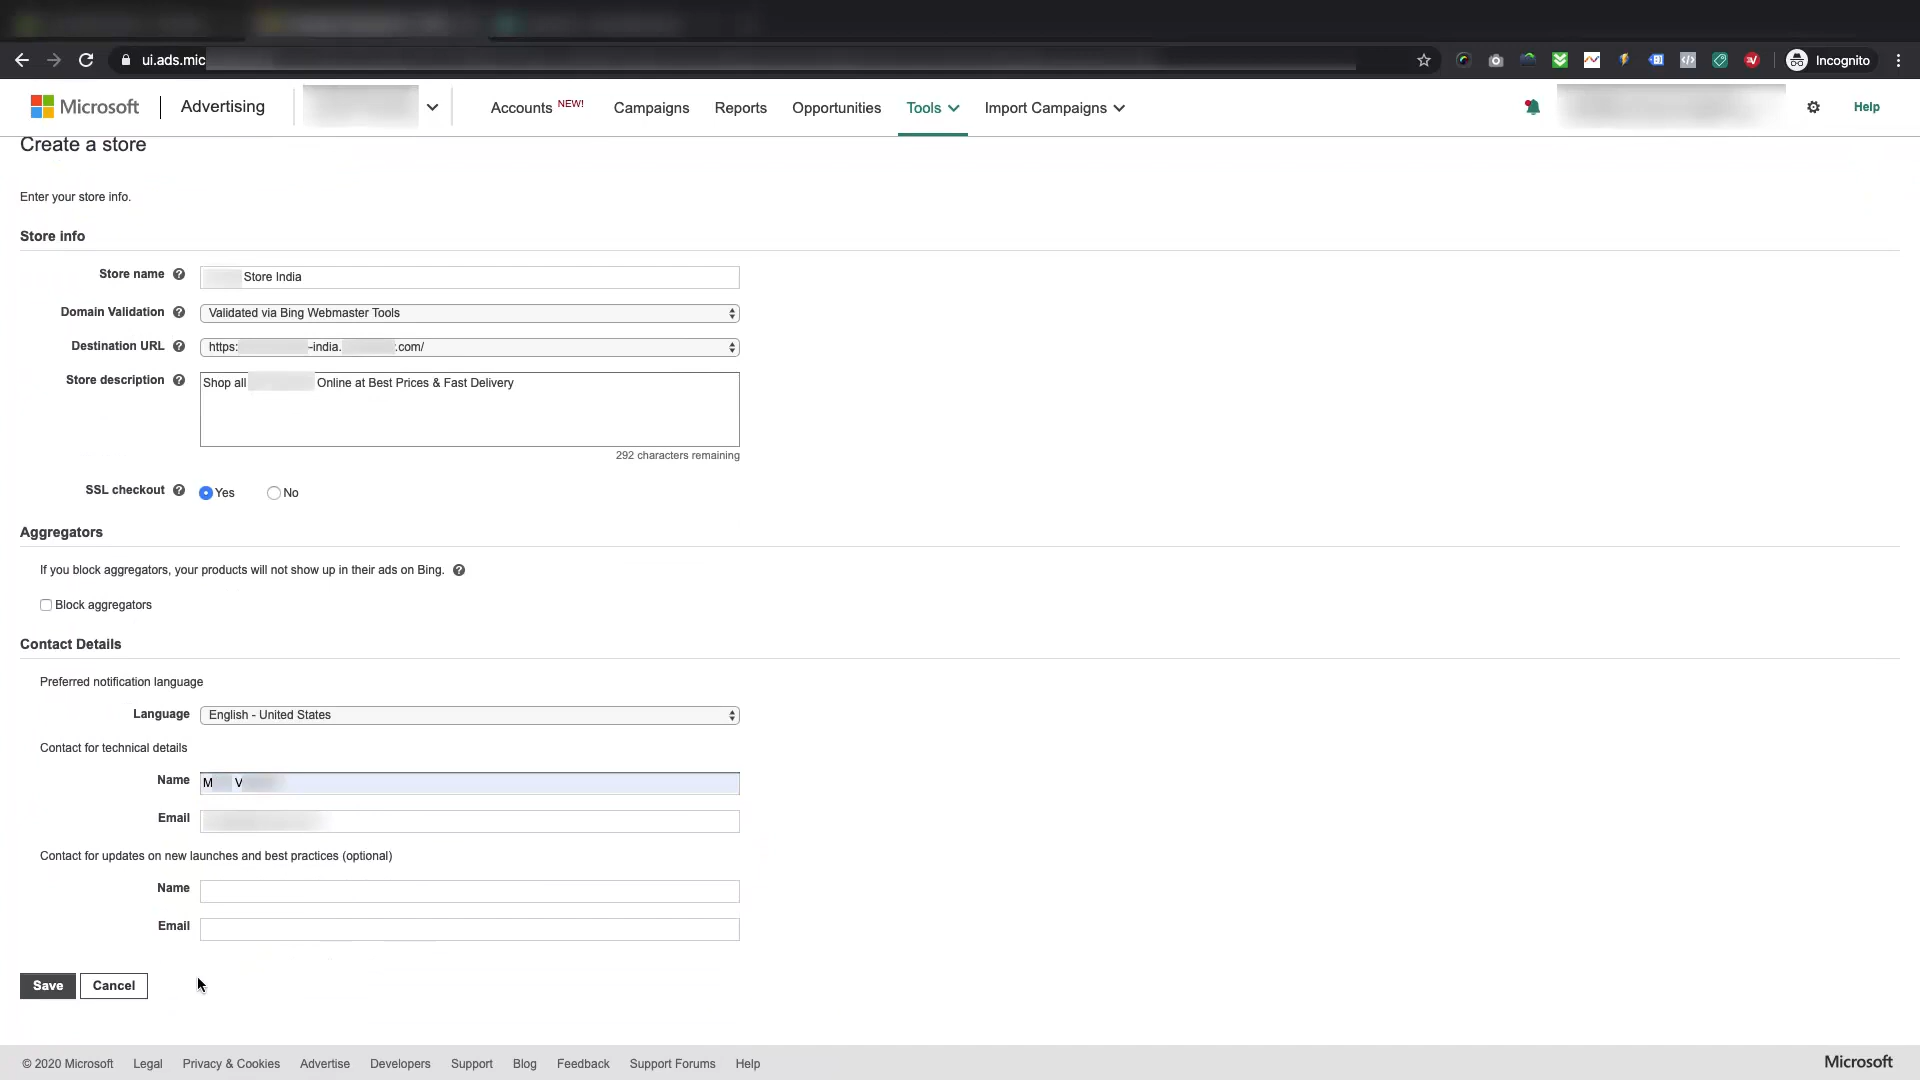 ui.ads.mic
Incognito
Microsoft Advertising Accounts NEW! Campaigns Reports Opportunities Tools Import Campaigns Help
Create a store
Enter your store info.
Store info
Store name ? Store India
Domain Validation ? Validated via Bing Webmaster Tools
Destination URL ? https: -india. .com/
Store description ? Shop all Online at Best Prices & Fast Delivery
292 characters remaining
SSL checkout ? Yes No
Aggregators
If you block aggregators, your products will not show up in their ads on Bing. ?
Block aggregators
Contact Details
Preferred notification language
Language English - United States
Contact for technical details
Name M V
Email
Contact for updates on new launches and best practices (optional)
Name
Email
Save Cancel
© 2020 Microsoft Legal Privacy & Cookies Advertise Developers Support Blog Feedback Support Forums Help Microsoft